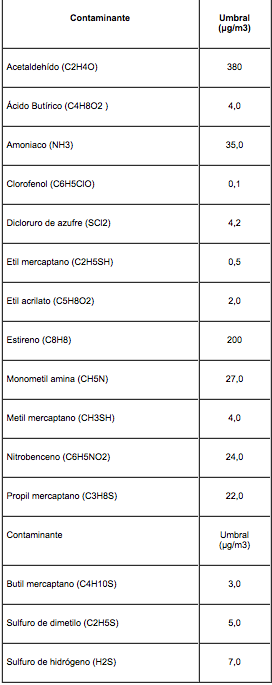 Contaminante Umbral
(µg/m3)
Acetaldehído (C2H4O) 380
Ácido Butírico (C4H8O2 ) 4,0
Amoniaco (NH3) 35,0
Clorofenol (C6H5ClO) 0,1
Dicloruro de azufre (SCl2) 4,2
Etil mercaptano (C2H5SH) 0,5
Etil acrilato (C5H8O2) 2,0
Estireno (C8H8) 200
Monometil amina (CH5N) 27,0
Metil mercaptano (CH3SH) 4,0
Nitrobenceno (C6H5NO2) 24,0
Propil mercaptano (C3H8S) 22,0
Contaminante Umbral
(µg/m3)
Butil mercaptano (C4H10S) 3,0
Sulfuro de dimetilo (C2H5S) 5,0
Sulfuro de hidrógeno (H2S) 7,0